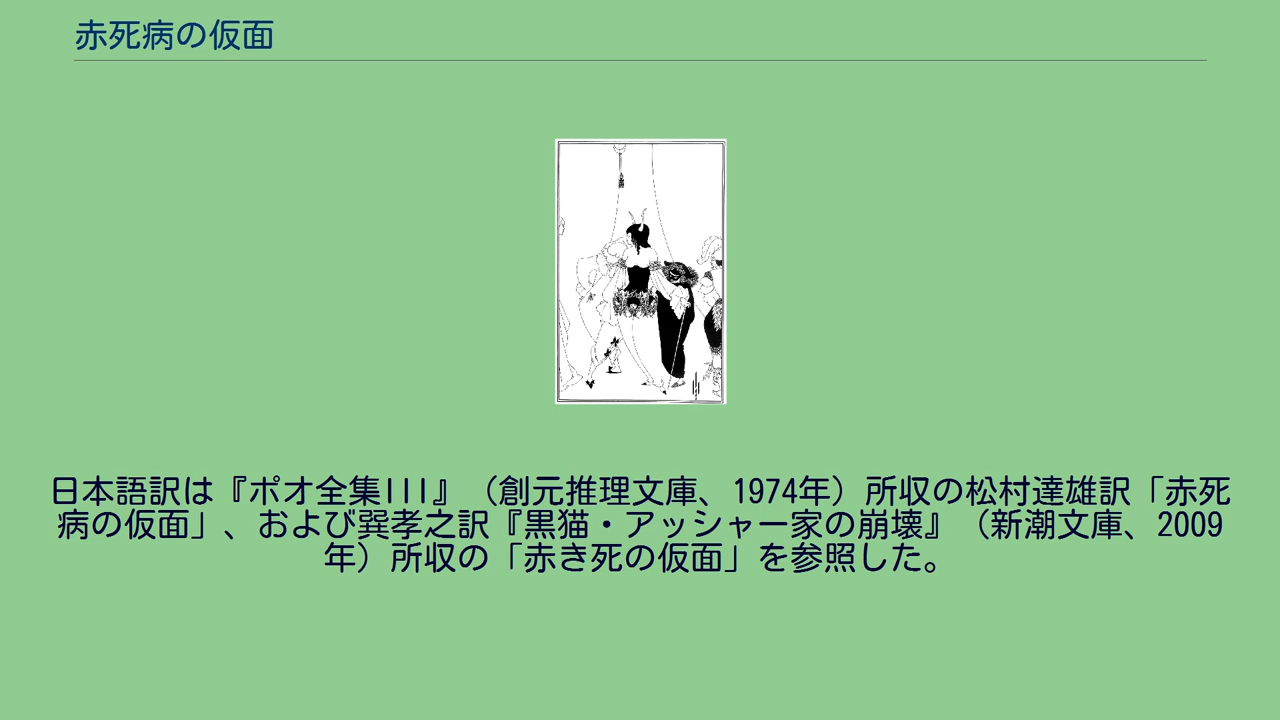 赤死病の仮面
日本語訳は『ポオ全集III』（創元推理文庫、1974年）所収の松村達雄訳「赤死
病の仮面」、および巽孝之訳『黒猫・アッシャー家の崩壊』（新潮文庫、2009
年）所収の「赤き死の仮面」を参照した。